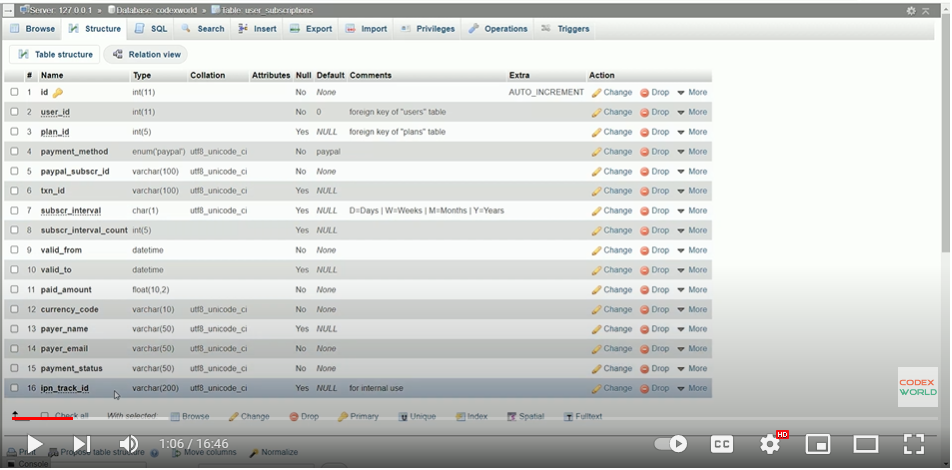 Server: 127.0.0.1 » Database: codexworld » Table: user_subscriptions
Browse Structure SQL Search Insert Export Import Privileges Operations Triggers
Table structure Relation view
# Name Type Collation Attributes Null Default Comments Extra Action
1 id int(11) No None AUTO_INCREMENT Change Drop More
2 user_id int(11) No 0 foreign key of "users" table Change Drop More
3 plan_id int(5) Yes NULL foreign key of "plans" table Change Drop More
4 payment_method enum('paypal') utf8_unicode_ci No paypal Change Drop More
5 paypal_subscr_id varchar(100) utf8_unicode_ci No None Change Drop More
6 txn_id varchar(100) utf8_unicode_ci Yes NULL Change Drop More
7 subscr_interval char(1) utf8_unicode_ci Yes NULL D=Days | W=Weeks | M=Months | Y=Years Change Drop More
8 subscr_interval_count int(5) Yes NULL Change Drop More
9 valid_from datetime No None Change Drop More
10 valid_to datetime Yes NULL Change Drop More
11 paid_amount float(10,2) No None Change Drop More
12 currency_code varchar(10) utf8_unicode_ci No None Change Drop More
13 payer_name varchar(50) utf8_unicode_ci Yes NULL Change Drop More
14 payer_email varchar(50) utf8_unicode_ci No None Change Drop More
15 payment_status varchar(50) utf8_unicode_ci No None Change Drop More
16 ipn_track_id varchar(200) utf8_unicode_ci Yes NULL for internal use Change Drop More
CODEX
WORLD
Check all With selected: Browse Change Drop Primary Unique Index Spatial Fulltext
1:06 / 16:46 CC HD
Print Propose table structure Move columns Normalize
Console